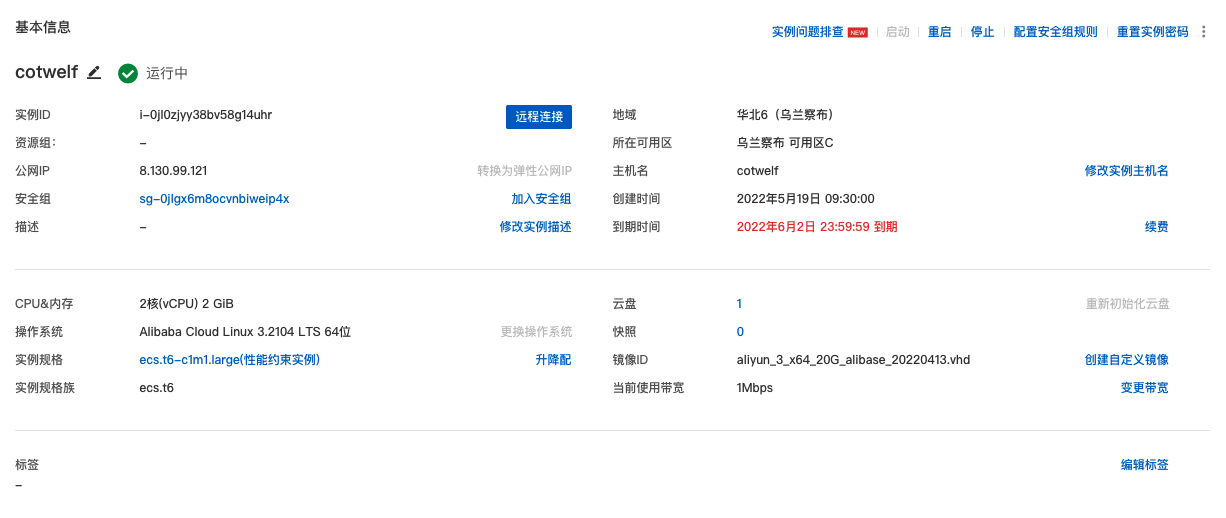 基本信息
实例问题排查 NEW 启动 重启 停止 配置安全组规则 重置实例密码
cotwelf 运行中
实例ID i-0jl0zjyy38bv58g14uhr 远程连接 地域 华北6（乌兰察布）
资源组： – 所在可用区 乌兰察布 可用区C
公网IP 8.130.99.121 转换为弹性公网IP 主机名 cotwelf 修改实例主机名
安全组 sg-0jlgx6m8ocvnbiweip4x 加入安全组 创建时间 2022年5月19日 09:30:00
描述 – 修改实例描述 到期时间 2022年6月2日 23:59:59 到期 续费
CPU&内存 2核(vCPU) 2 GiB 云盘 1 重新初始化云盘
操作系统 Alibaba Cloud Linux 3.2104 LTS 64位 更换操作系统 快照 0
实例规格 ecs.t6-c1m1.large(性能约束实例) 升降配 镜像ID aliyun_3_x64_20G_alibase_20220413.vhd 创建自定义镜像
实例规格族 ecs.t6 当前使用带宽 1Mbps 变更带宽
标签 编辑标签
–